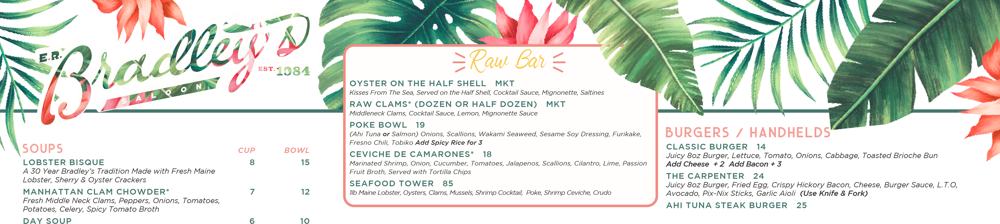 E.R.
Bradley's
SALOON
EST. 1984
SOUPS CUP BOWL
LOBSTER BISQUE 8 15
A 30 Year Bradley's Tradition Made with Fresh Maine
Lobster, Sherry & Oyster Crackers
MANHATTAN CLAM CHOWDER* 7 12
Fresh Middle Neck Clams, Peppers, Onions, Tomatoes,
Potatoes, Celery, Spicy Tomato Broth
DAY SOUP 6 10
Raw Bar
OYSTER ON THE HALF SHELL MKT
Kisses From The Sea, Served on the Half Shell, Cocktail Sauce, Mignonette, Saltines
RAW CLAMS* (DOZEN OR HALF DOZEN) MKT
Middleneck Clams, Cocktail Sauce, Lemon, Mignonette Sauce
POKE BOWL 19
(Ahi Tuna or Salmon) Onions, Scallions, Wakami Seaweed, Sesame Soy Dressing, Furikake,
Fresno Chili, Tobiko Add Spicy Rice for 3
CEVICHE DE CAMARONES* 18
Marinated Shrimp, Onion, Cucumber, Tomatoes, Jalapenos, Scallions, Cilantro, Lime, Passion
Fruit Broth, Served with Tortilla Chips
SEAFOOD TOWER 85
1lb Maine Lobster, Oysters, Clams, Mussels, Shrimp Cocktail, Poke, Shrimp Ceviche, Crudo
BURGERS / HANDHELDS
CLASSIC BURGER 14
Juicy 8oz Burger, Lettuce, Tomato, Onions, Cabbage, Toasted Brioche Bun
Add Cheese + 2 Add Bacon + 3
THE CARPENTER 24
Juicy 8oz Burger, Fried Egg, Crispy Hickory Bacon, Cheese, Burger Sauce, L.T.O,
Avocado, Pix-Nix Sticks, Garlic Aioli (Use Knife & Fork)
AHI TUNA STEAK BURGER 25